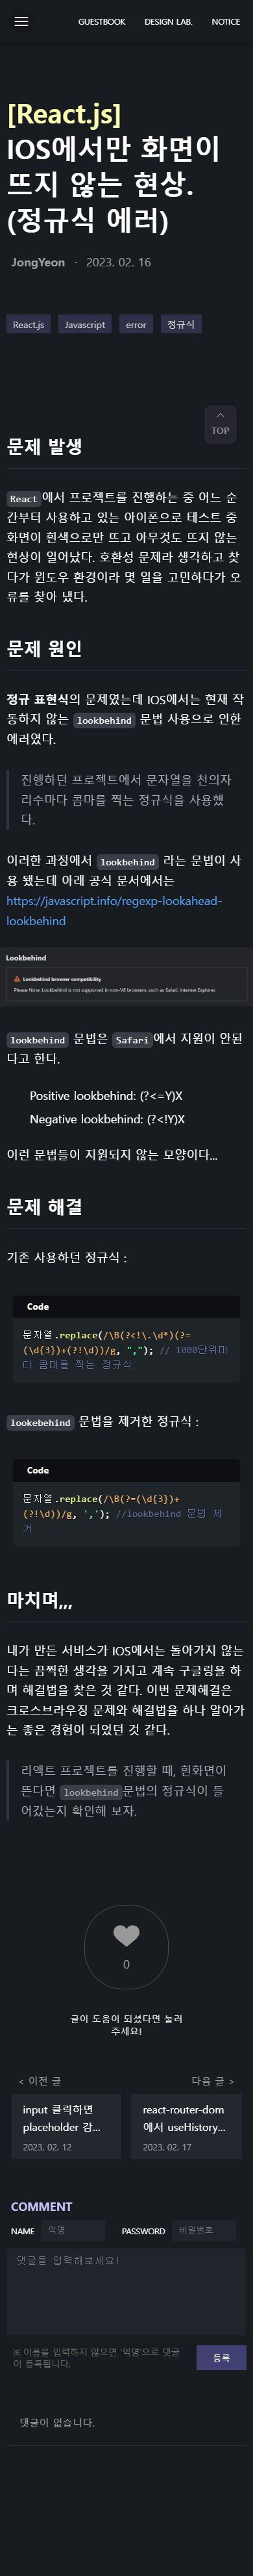 GUESTBOOK DESIGN LAB. NOTICE
[React.js]
IOS에서만 화면이
뜨지 않는 현상.
(정규식 에러)
JongYeon · 2023. 02. 16
React.js Javascript error 정규식
TOP
문제 발생
React에서 프로젝트를 진행하는 중 어느 순
간부터 사용하고 있는 아이폰으로 테스트 중
화면이 흰색으로만 뜨고 아무것도 뜨지 않는
현상이 일어났다. 호환성 문제라 생각하고 찾
다가 윈도우 환경이라 몇 일을 고민하다가 오
류를 찾아 냈다.
문제 원인
정규 표현식의 문제였는데 IOS에서는 현재 작
동하지 않는 lookbehind 문법 사용으로 인한
에러였다.
진행하던 프로젝트에서 문자열을 천의자
리수마다 콤마를 찍는 정규식을 사용했
다.
이러한 과정에서 lookbehind 라는 문법이 사
용 됐는데 아래 공식 문서에서는
https://javascript.info/regexp-lookahead-
lookbehind
Lookbehind
Lookbehind browser compatibility
Please Note: Lookbehind is not supported in non-V8 browsers, such as Safari, Internet Explorer.
lookbehind 문법은 Safari에서 지원이 안된
다고 한다.
Positive lookbehind: (?<=Y)X
Negative lookbehind: (?<!Y)X
이런 문법들이 지원되지 않는 모양이다...
문제 해결
기존 사용하던 정규식 :
Code
문자열.replace(/\B(?<!\.\d*)(?=
(\d{3})+(?!\d))/g, ","); // 1000단위마
다 콤마를 찍는 정규식
lookebehind 문법을 제거한 정규식 :
Code
문자열.replace(/\B(?=(\d{3})+
(?!\d))/g, ','); //lookbehind 문법 제
거
마치며,,,
내가 만든 서비스가 IOS에서는 돌아가지 않는
다는 끔찍한 생각을 가지고 계속 구글링을 하
며 해결법을 찾은 것 같다. 이번 문제해결은
크로스브라우징 문제와 해결법을 하나 알아가
는 좋은 경험이 되었던 것 같다.
리액트 프로젝트를 진행할 때, 흰화면이
뜬다면 lookbehind문법의 정규식이 들
어갔는지 확인해 보자.
0
글이 도움이 되셨다면 눌러
주세요!
< 이전 글 다음 글 >
input 클릭하면
placeholder 감...
2023. 02. 12
react-router-dom
에서 useHistory...
2023. 02. 17
COMMENT
NAME 익명 PASSWORD 비밀번호
댓글을 입력해보세요!
※ 이름을 입력하지 않으면 '익명'으로 댓글
이 등록됩니다.
등록
댓글이 없습니다.